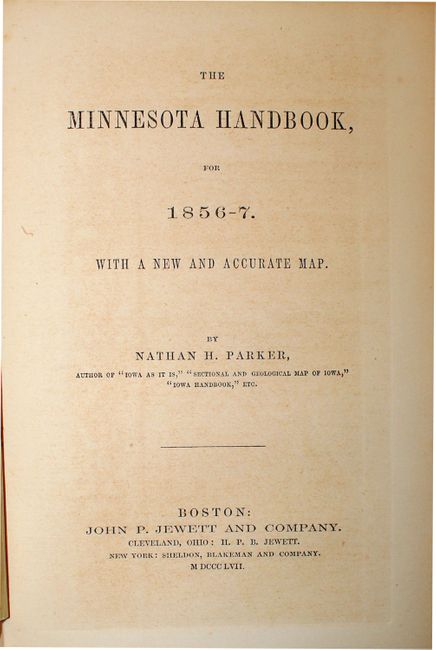 THE
MINNESOTA HANDBOOK,
FOR
1856-7.
WITH A NEW AND ACCURATE MAP.
BY
NATHAN H. PARKER,
AUTHOR OF "IOWA AS IT IS," "SECTIONAL AND GEOLOGICAL MAP OF IOWA,"
"IOWA HANDBOOK," ETC.
BOSTON:
JOHN P. JEWETT AND COMPANY.
CLEVELAND, OHIO: H. P. B. JEWETT.
NEW YORK: SHELDON, BLAKEMAN AND COMPANY.
M DCCC LVII.